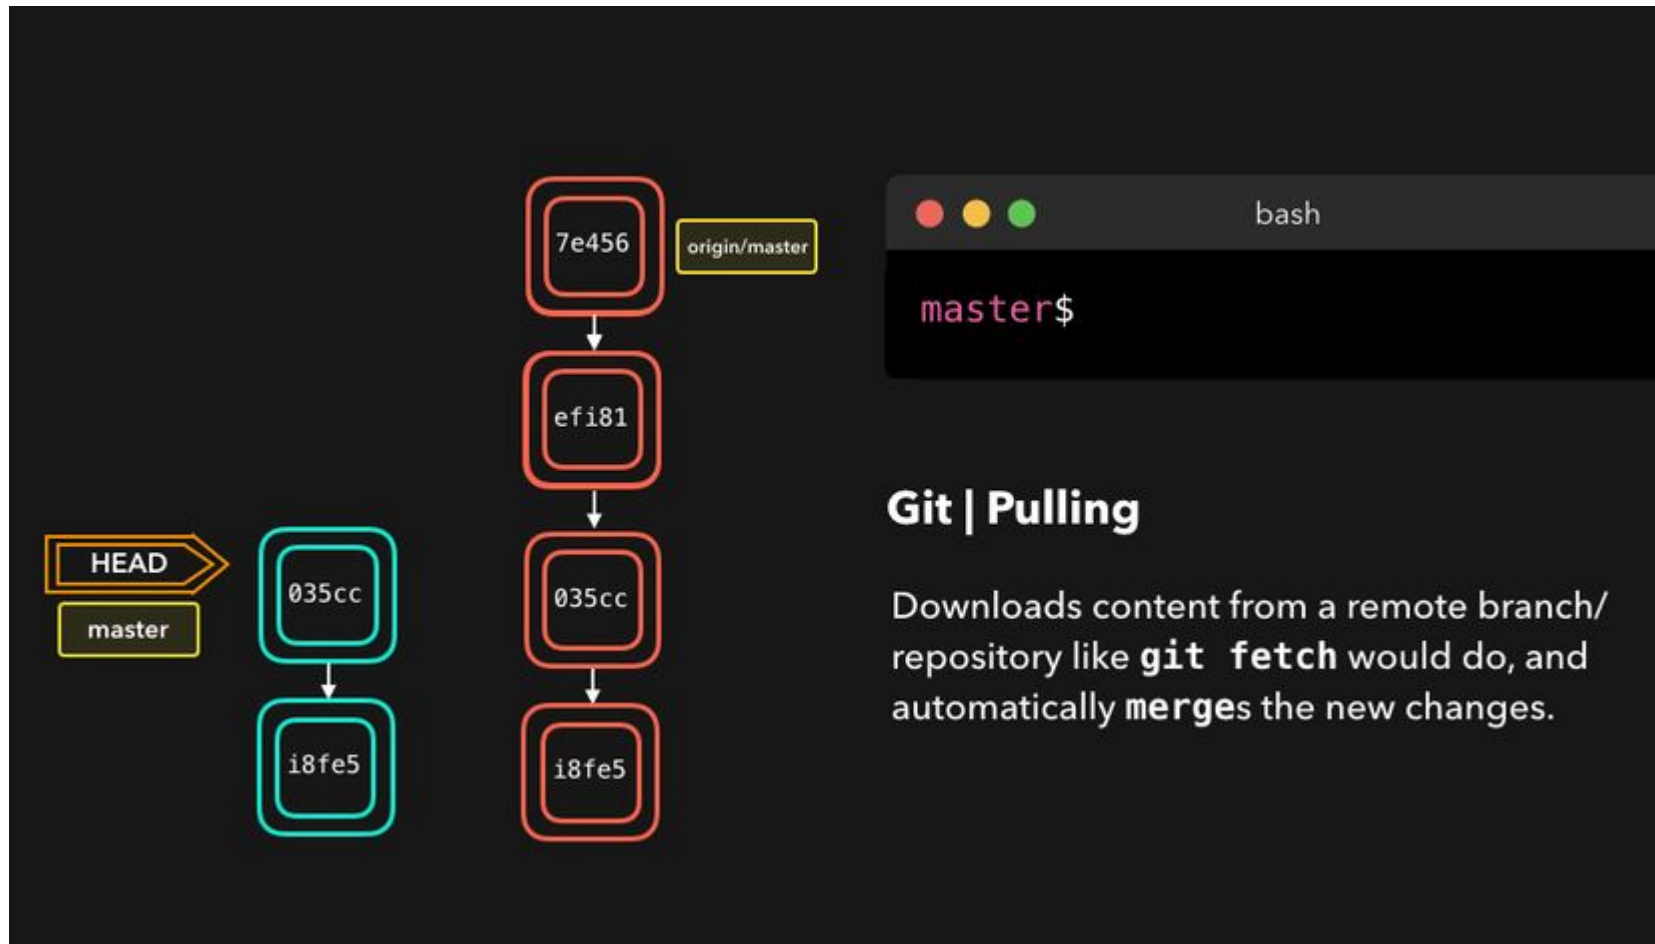 7e456
origin/master
bash
master$
efi81
Git | Pulling
HEAD
master
035cc
035cc
Downloads content from a remote branch/
repository like git fetch would do, and
automatically merges the new changes.
i8fe5
i8fe5